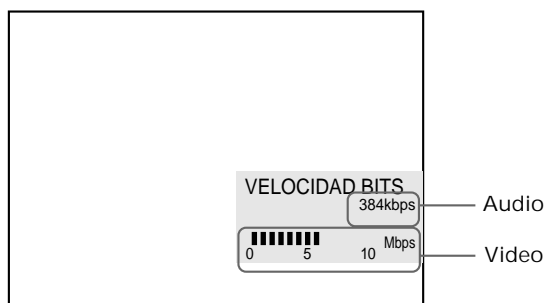 VELOCIDAD BITS
384kbps
Audio
Mbps
0 5 10
Video